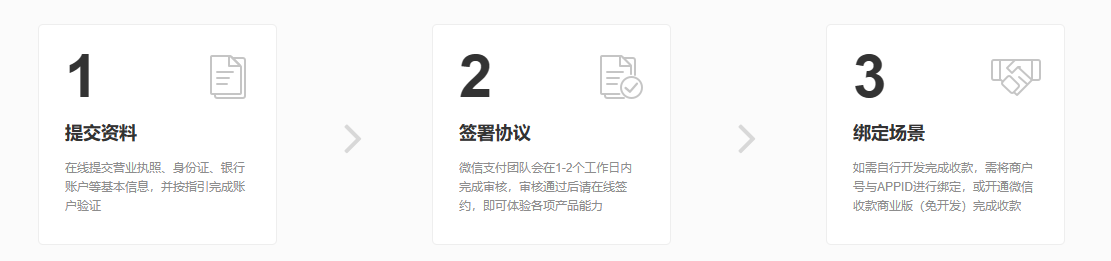 1
提交资料
在线提交营业执照、身份证、银行
账户等基本信息，并按指引完成账
户验证
2
签署协议
微信支付团队会在1-2个工作日内
完成审核，审核通过后请在线签
约，即可体验各项产品能力
3
绑定场景
如需自行开发完成收款，需将商户
号与APPID进行绑定，或开通微信
收款商业版（免开发）完成收款